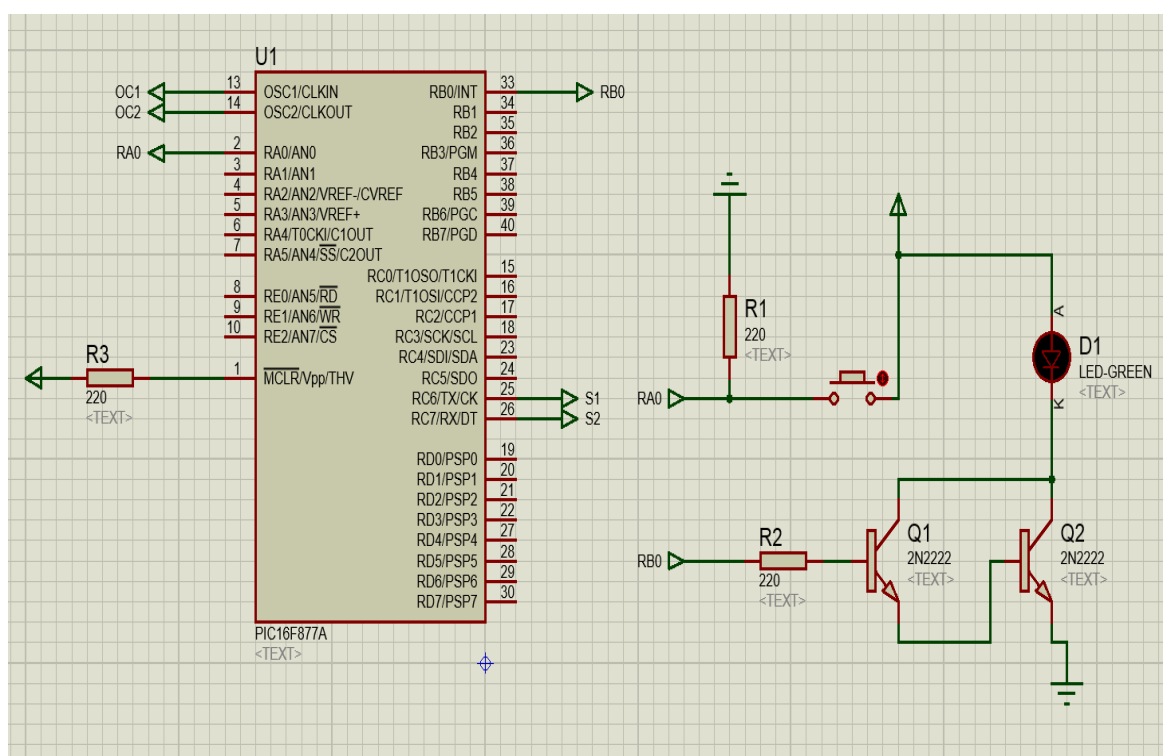 U1
OC1
13
OSC1/CLKIN
OC2
14
OSC2/CLKOUT
RA0
2
RA0/AN0
3
RA1/AN1
4
RA2/AN2/VREF-/CVREF
5
RA3/AN3/VREF+
6
RA4/T0CKI/C1OUT
7
RA5/AN4/SS/C2OUT
8
RE0/AN5/RD
9
RE1/AN6/WR
10
RE2/AN7/CS
1
MCLR/Vpp/THV
RB0/INT
33
RB0
RB1
34
RB2
35
RB3/PGM
36
RB4
37
RB5
38
RB6/PGC
39
RB7/PGD
40
RC0/T1OSO/T1CKI
15
RC1/T1OSI/CCP2
16
RC2/CCP1
17
RC3/SCK/SCL
18
RC4/SDI/SDA
23
RC5/SDO
24
RC6/TX/CK
25
S1
RC7/RX/DT
26
S2
RD0/PSP0
19
RD1/PSP1
20
RD2/PSP2
21
RD3/PSP3
22
RD4/PSP4
27
RD5/PSP5
28
RD6/PSP6
29
RD7/PSP7
30
PIC16F877A
<TEXT>
R3
220
<TEXT>
R1
220
<TEXT>
RA0
A
D1
LED-GREEN
<TEXT>
K
RB0
R2
220
<TEXT>
Q1
2N2222
<TEXT>
Q2
2N2222
<TEXT>